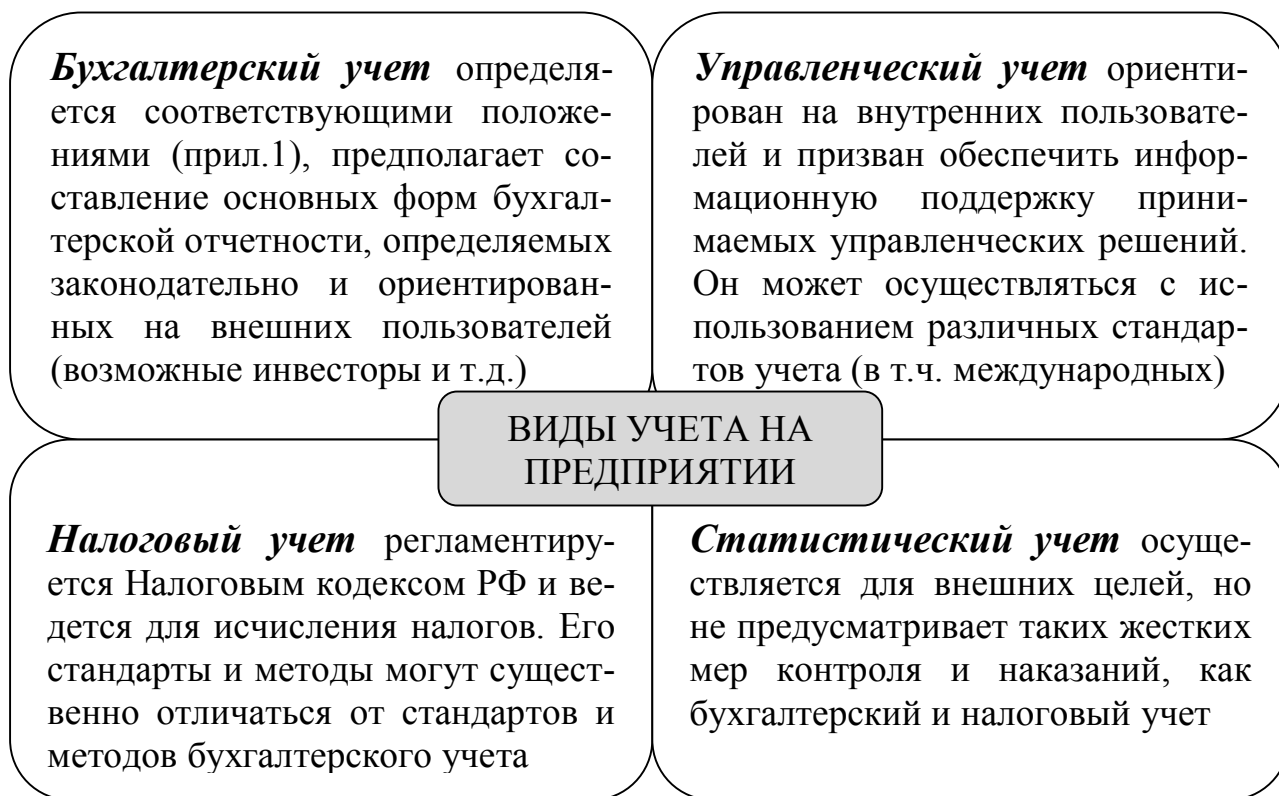 Бухгалтерский учет определя-
ется соответствующими положе-
ниями (прил.1), предполагает со-
ставление основных форм бухгал-
терской отчетности, определяемых
законодательно и ориентирован-
ных на внешних пользователей
(возможные инвесторы и т.д.)
Управленческий учет ориенти-
рован на внутренних пользовате-
лей и призван обеспечить инфор-
мационную поддержку прини-
маемых управленческих решений.
Он может осуществляться с ис-
пользованием различных стандар-
тов учета (в т.ч. международных)
ВИДЫ УЧЕТА НА
ПРЕДПРИЯТИИ
Налоговый учет регламентиру-
ется Налоговым кодексом РФ и ве-
дется для исчисления налогов. Его
стандарты и методы могут сущест-
венно отличаться от стандартов и
методов бухгалтерского учета
Статистический учет осуще-
ствляется для внешних целей, но
не предусматривает таких жестких
мер контроля и наказаний, как
бухгалтерский и налоговый учет